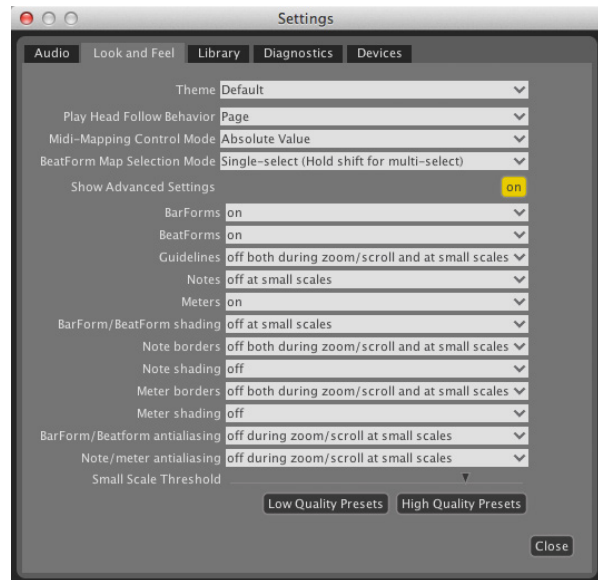 Settings
Audio Look and Feel Library Diagnostics Devices
Theme Default
Play Head Follow Behavior Page
Midi-Mapping Control Mode Absolute Value
BeatForm Map Selection Mode Single-select (Hold shift for multi-select)
Show Advanced Settings on
BarForms on
BeatForms on
Guidelines off both during zoom/scroll and at small scales
Notes off at small scales
Meters on
BarForm/BeatForm shading off at small scales
Note borders off both during zoom/scroll and at small scales
Note shading off
Meter borders off both during zoom/scroll and at small scales
Meter shading off
BarForm/Beatform antialiasing off during zoom/scroll at small scales
Note/meter antialiasing off during zoom/scroll at small scales
Small Scale Threshold
Low Quality Presets High Quality Presets
Close